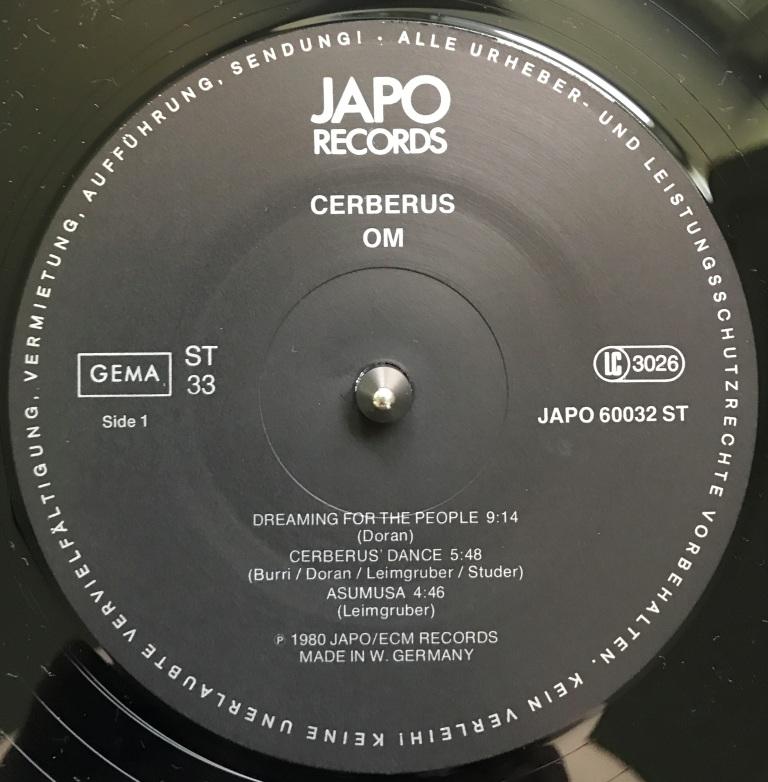 ALLE URHEBER- UND LEISTUNGSSCHUTZRECHTE VORBEHALTEN. KEIN VERLEIH! KEINE UNERLAUBTE VERVIELFÄLTIGUNG, VERMIETUNG, AUFFÜHRUNG, SENDUNG! ·
JAPO
RECORDS
CERBERUS
OM
GEMA
ST
33
Side 1
LC 3026
JAPO 60032 ST
DREAMING FOR THE PEOPLE 9:14
(Doran)
CERBERUS' DANCE 5:48
(Burri / Doran / Leimgruber / Studer)
ASUMUSA 4:46
(Leimgruber)
℗ 1980 JAPO/ECM RECORDS
MADE IN W. GERMANY